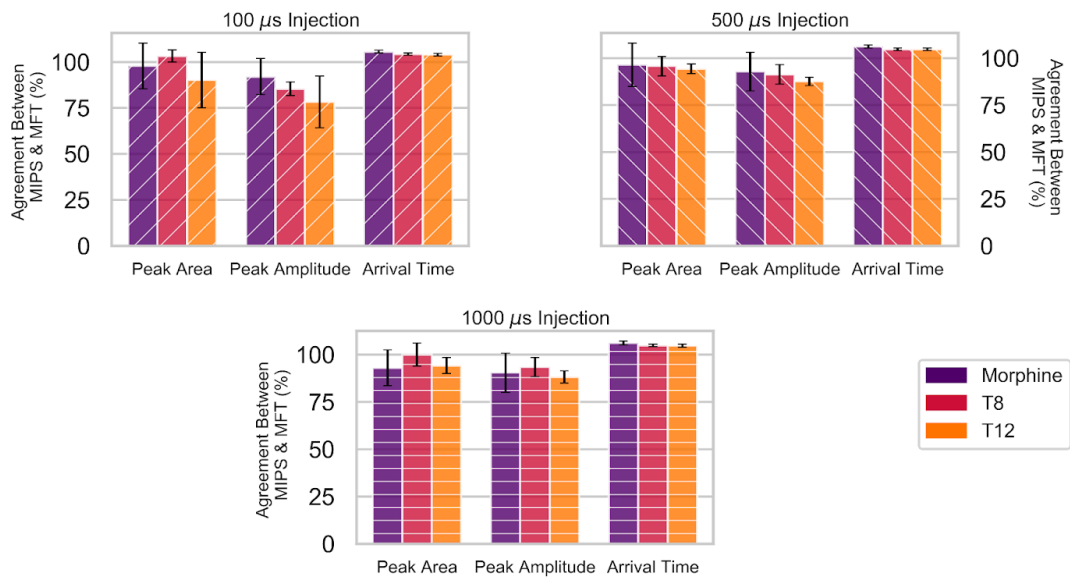 100 µs Injection
Agreement Between
MIPS & MFT (%)
100
75
50
25
0
Peak Area
Peak Amplitude
Arrival Time
500 µs Injection
100
75
50
25
0
Agreement Between
MIPS & MFT (%)
Peak Area
Peak Amplitude
Arrival Time
1000 µs Injection
Agreement Between
MIPS & MFT (%)
100
75
50
25
0
Peak Area
Peak Amplitude
Arrival Time
Morphine
T8
T12